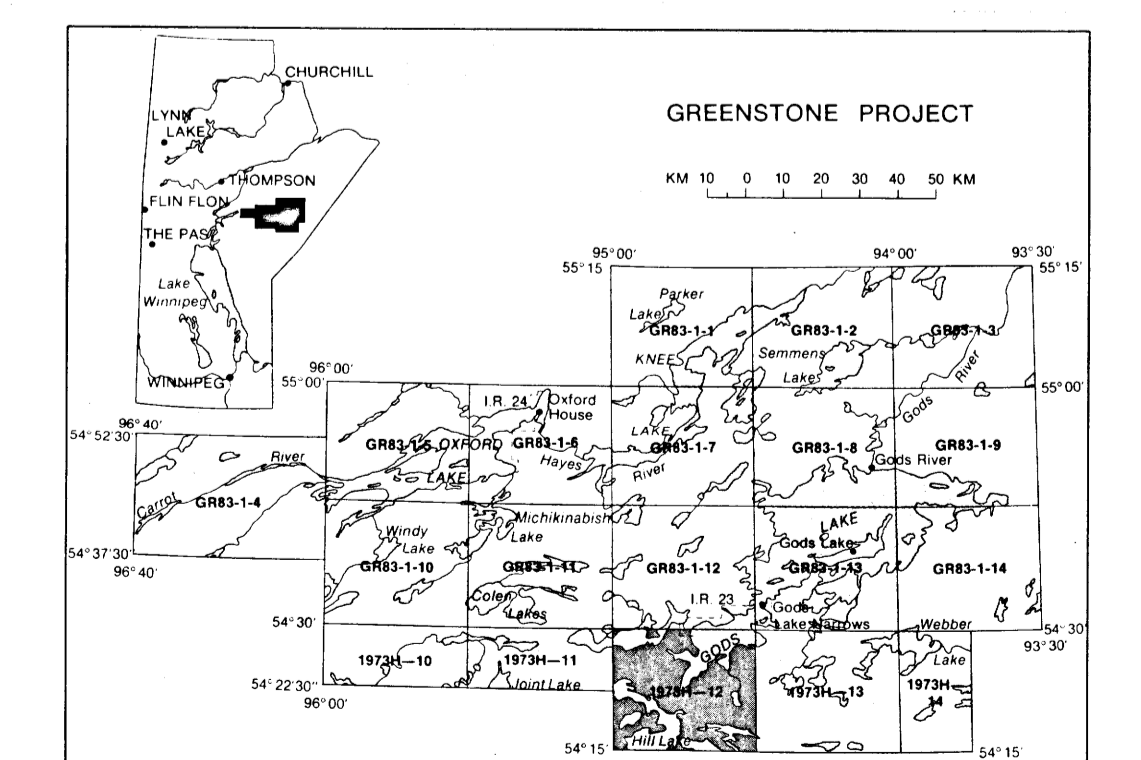 CHURCHILL
LYNN
LAKE
THOMPSON
FLIN FLON
THE PAS
Lake
Winnipeg
WINNIPEG
GREENSTONE PROJECT
KM 10 0 10 20 30 40 50 KM
95°00' 94°00' 93°30'
55°15' 55°15'
Parker
Lake
GR83-1-1 GR83-1-2 GR83-1-3
KNEE Semmens
Lake
River
96°00'
55°00' 55°00'
I.R. 24 Oxford
House
Gods
96°40'
54°52'30"
LAKE
GR83-1-5 OXFORD GR83-1-6 GR83-1-7 GR83-1-8 GR83-1-9
River Hayes River Gods River
LAKE
Carrot GR83-1-4
Michikinabish
Lake
LAKE
Windy
Lake
Gods Lake
54°37'30"
96°40'
GR83-1-10 GR83-1-11 GR83-1-12 GR83-1-13 GR83-1-14
Colen
Lakes
I.R. 23 Gods
Lake Narrows
54°30' Webber 54°30'
93°30'
GODS
Lake
1973H-10 1973H-11 1973H-12 1973H-13 1973H-
14
54°22'30" Joint Lake
96°00'
Hill Lake
54°15' 54°15'